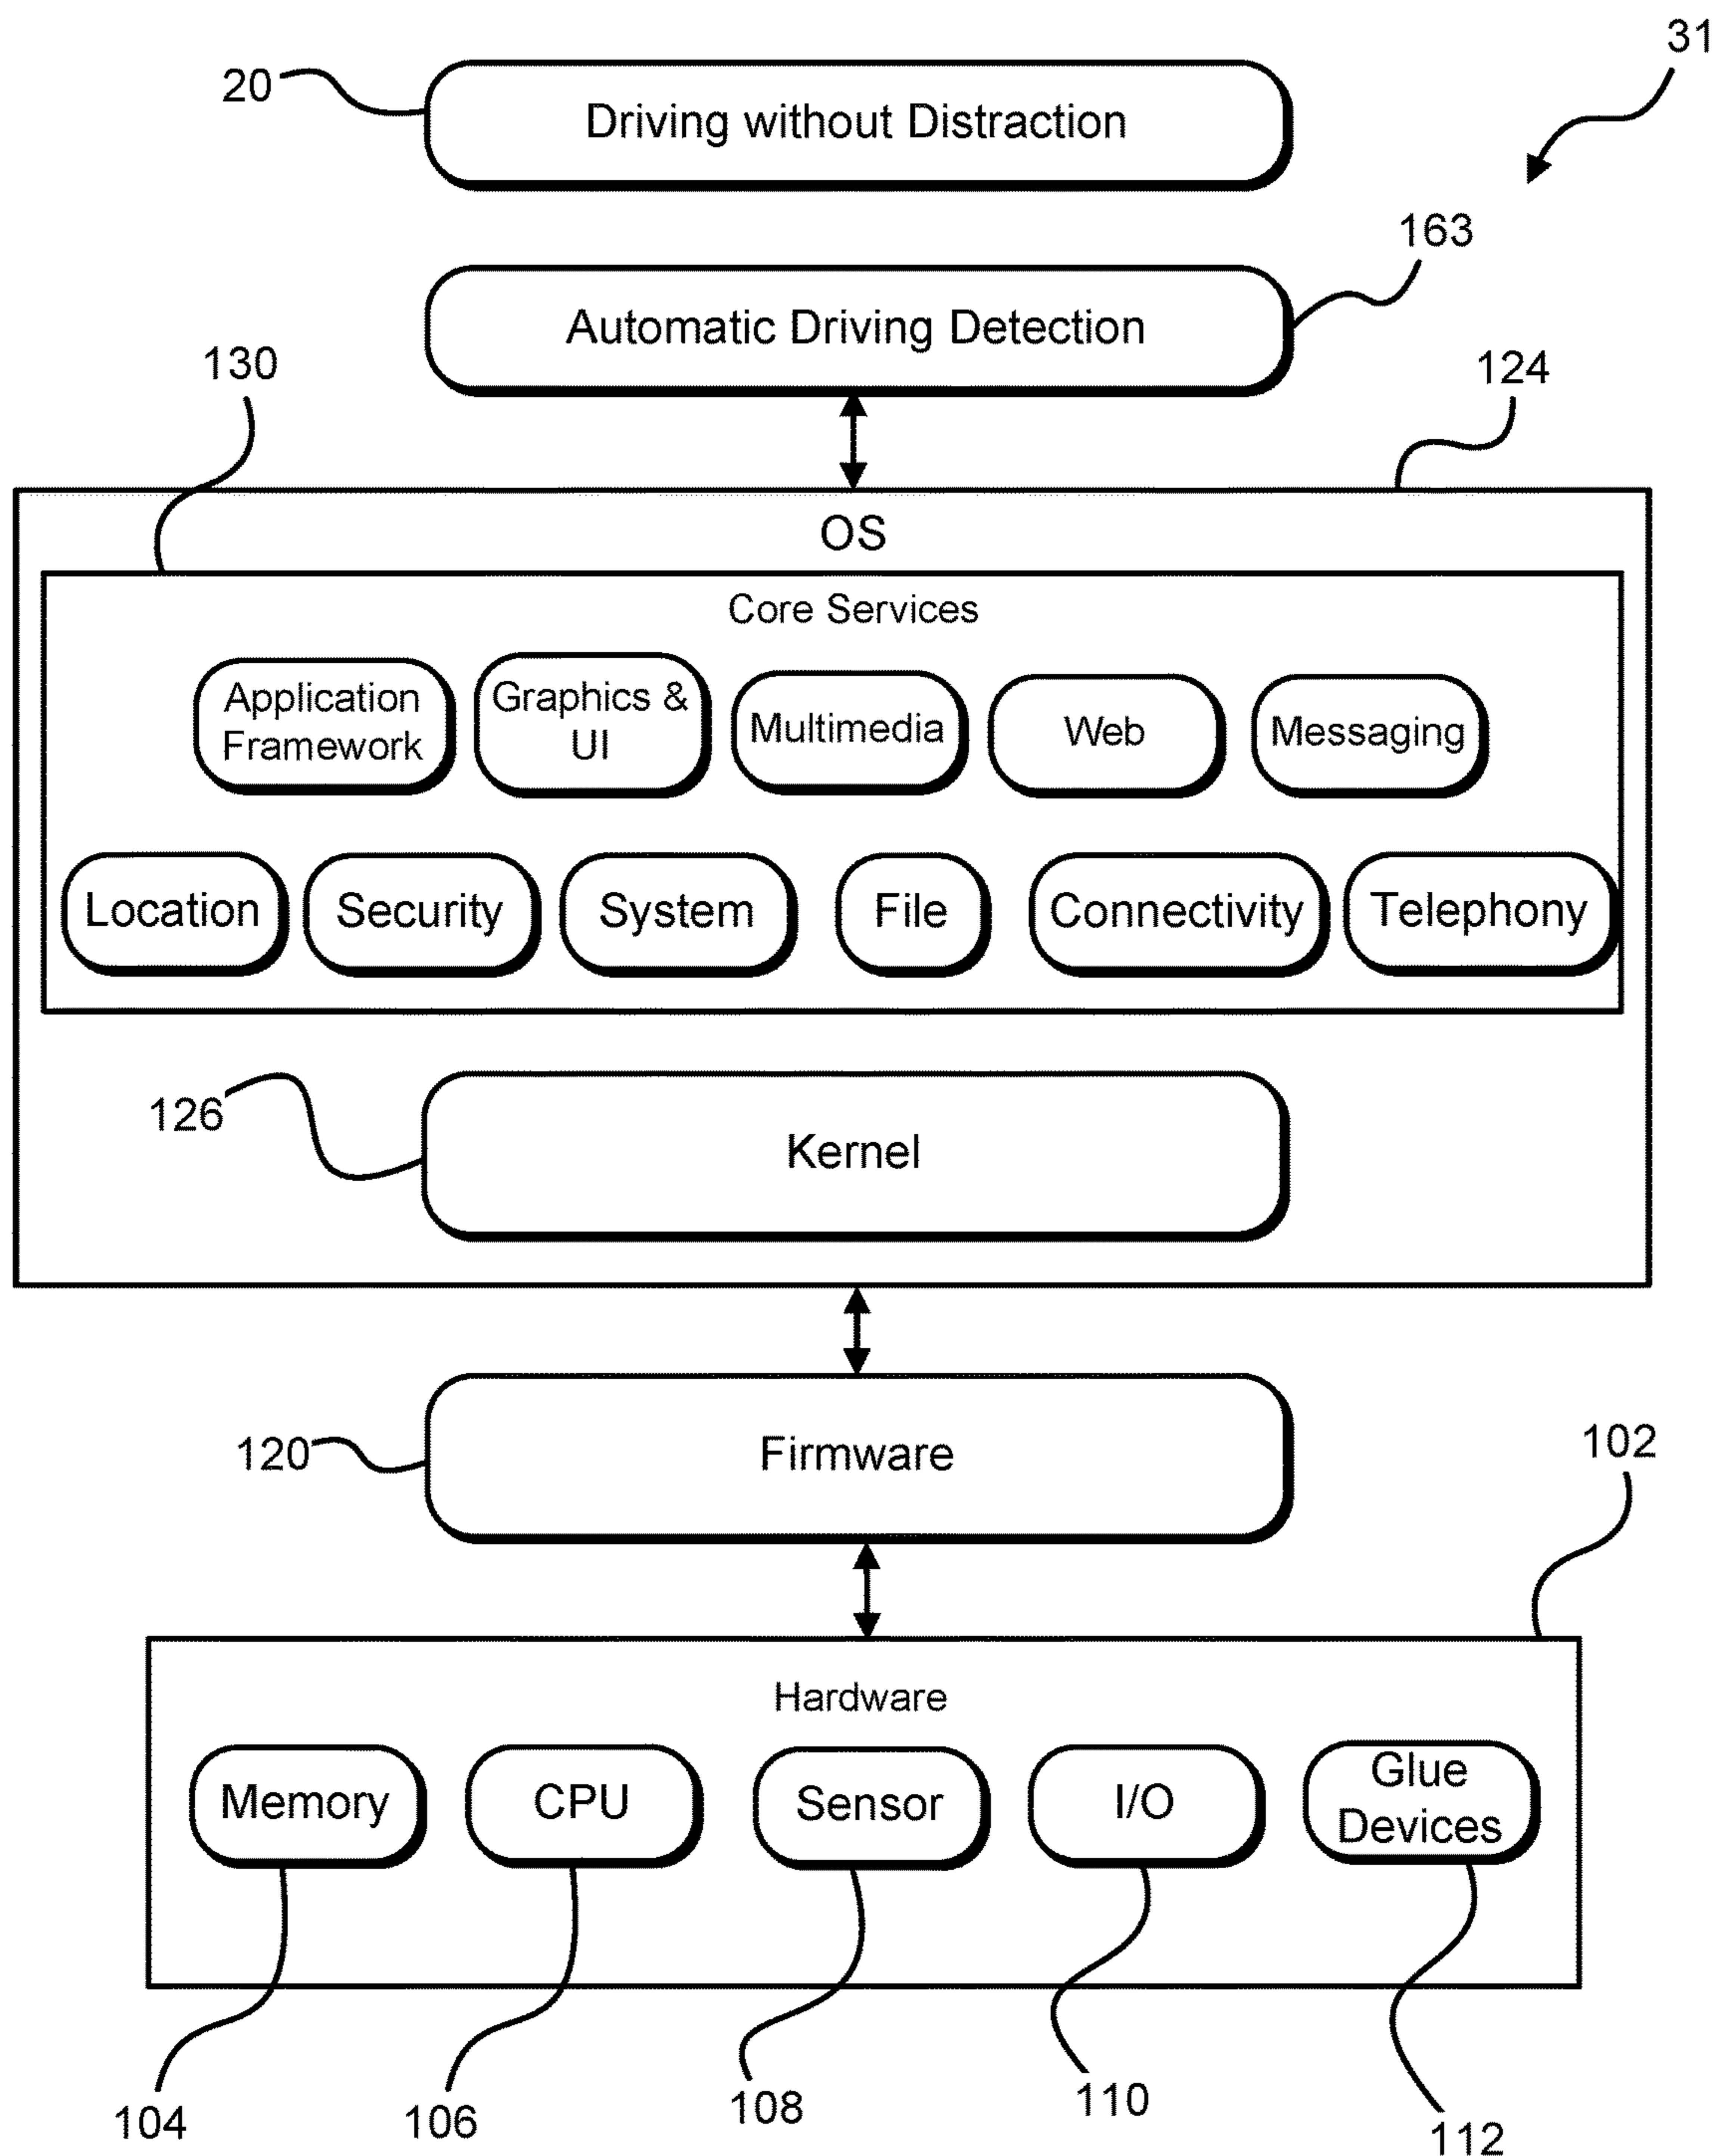 31
20
Driving without Distraction
163
Automatic Driving Detection
130
124
OS
Core Services
Application
Framework
Graphics &
UI
Multimedia
Web
Messaging
Location
Security
System
File
Connectivity
Telephony
126
Kernel
120
Firmware
102
Hardware
Memory
CPU
Sensor
I/O
Glue
Devices
104
106
108
110
112